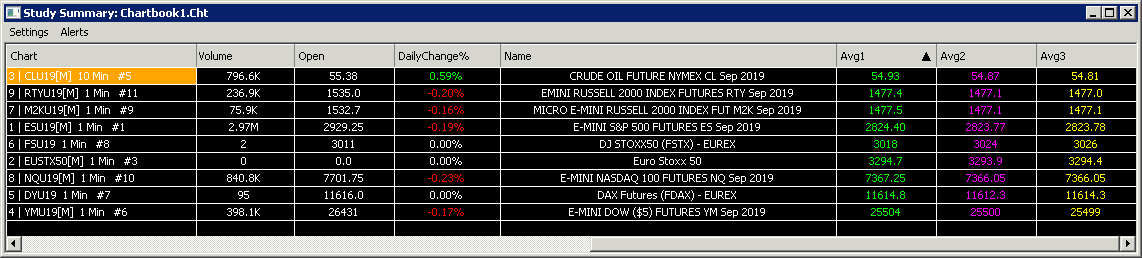 Study Summary: Chartbook1.Cht
Settings Alerts
Chart Volume Open DailyChange% Name Avg1 Avg2 Avg3
3 | CLU19[M] 10 Min #5 796.6K 55.38 0.59% CRUDE OIL FUTURE NYMEX CL Sep 2019 54.93 54.87 54.81
9 | RTYU19[M] 1 Min #11 236.9K 1535.0 -0.20% EMINI RUSSELL 2000 INDEX FUTURES RTY Sep 2019 1477.4 1477.1 1477.0
7 | M2KU19[M] 1 Min #9 75.9K 1532.7 -0.16% MICRO E-MINI RUSSELL 2000 INDEX FUT M2K Sep 2019 1477.5 1477.1 1477.1
1 | ESU19[M] 1 Min #1 2.97M 2929.25 -0.19% E-MINI S&P 500 FUTURES ES Sep 2019 2824.40 2823.77 2823.78
6 | FSU19 1 Min #8 2 3011 0.00% DJ STOXX50 (FSTX) - EUREX 3018 3024 3026
2 | EUSTX50[M] 1 Min #3 0 0.0 0.00% Euro Stoxx 50 3294.7 3293.9 3294.4
8 | NQU19[M] 1 Min #10 840.8K 7701.75 -0.23% E-MINI NASDAQ 100 FUTURES NQ Sep 2019 7367.25 7366.05 7366.05
5 | DYU19 1 Min #7 95 11616.0 0.00% DAX Futures (FDAX) - EUREX 11614.8 11612.3 11614.3
4 | YMU19[M] 1 Min #6 398.1K 26431 -0.17% E-MINI DOW ($5) FUTURES YM Sep 2019 25504 25500 25499